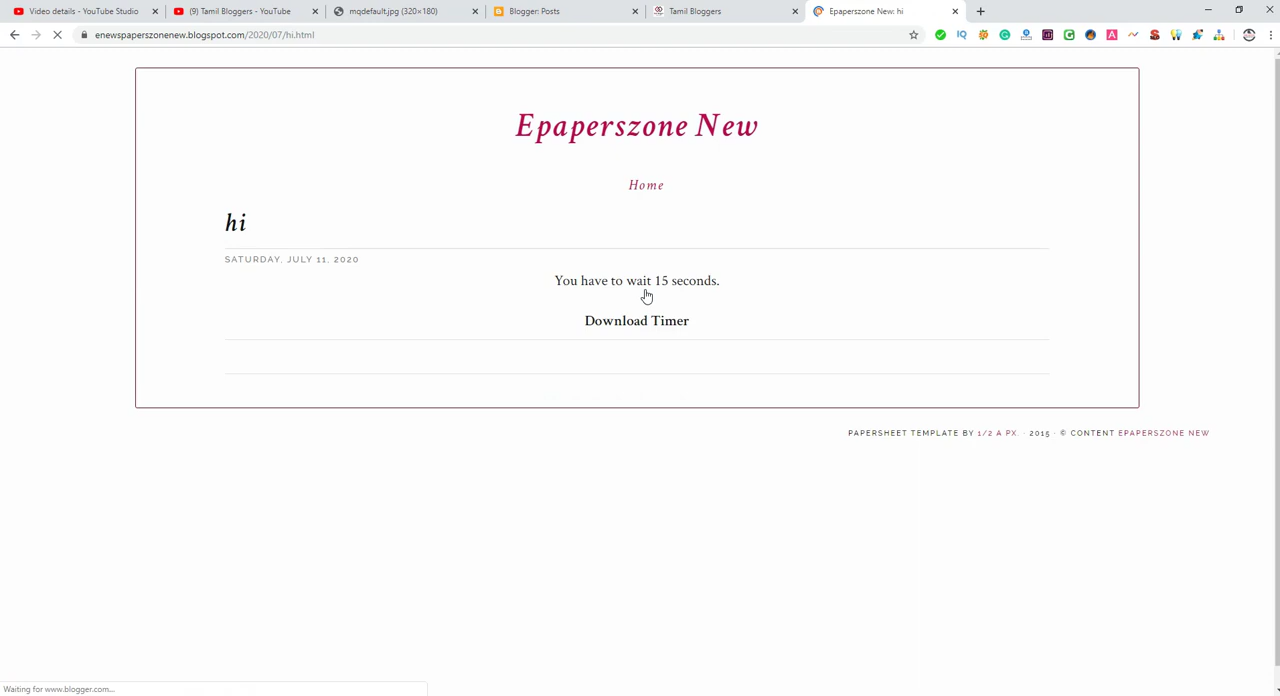 Video details - YouTube Studio
(9) Tamil Bloggers - YouTube
mqdefault.jpg (320×180)
Blogger: Posts
Tamil Bloggers
Epaperszone New: hi
enewspaperszonenew.blogspot.com/2020/07/hi.html
Epaperszone New
Home
hi
SATURDAY, JULY 11, 2020
You have to wait 15 seconds.
Download Timer
PAPERSHEET TEMPLATE BY 1/2 A PX. · 2015 · © CONTENT EPAPERSZONE NEW
Waiting for www.blogger.com...